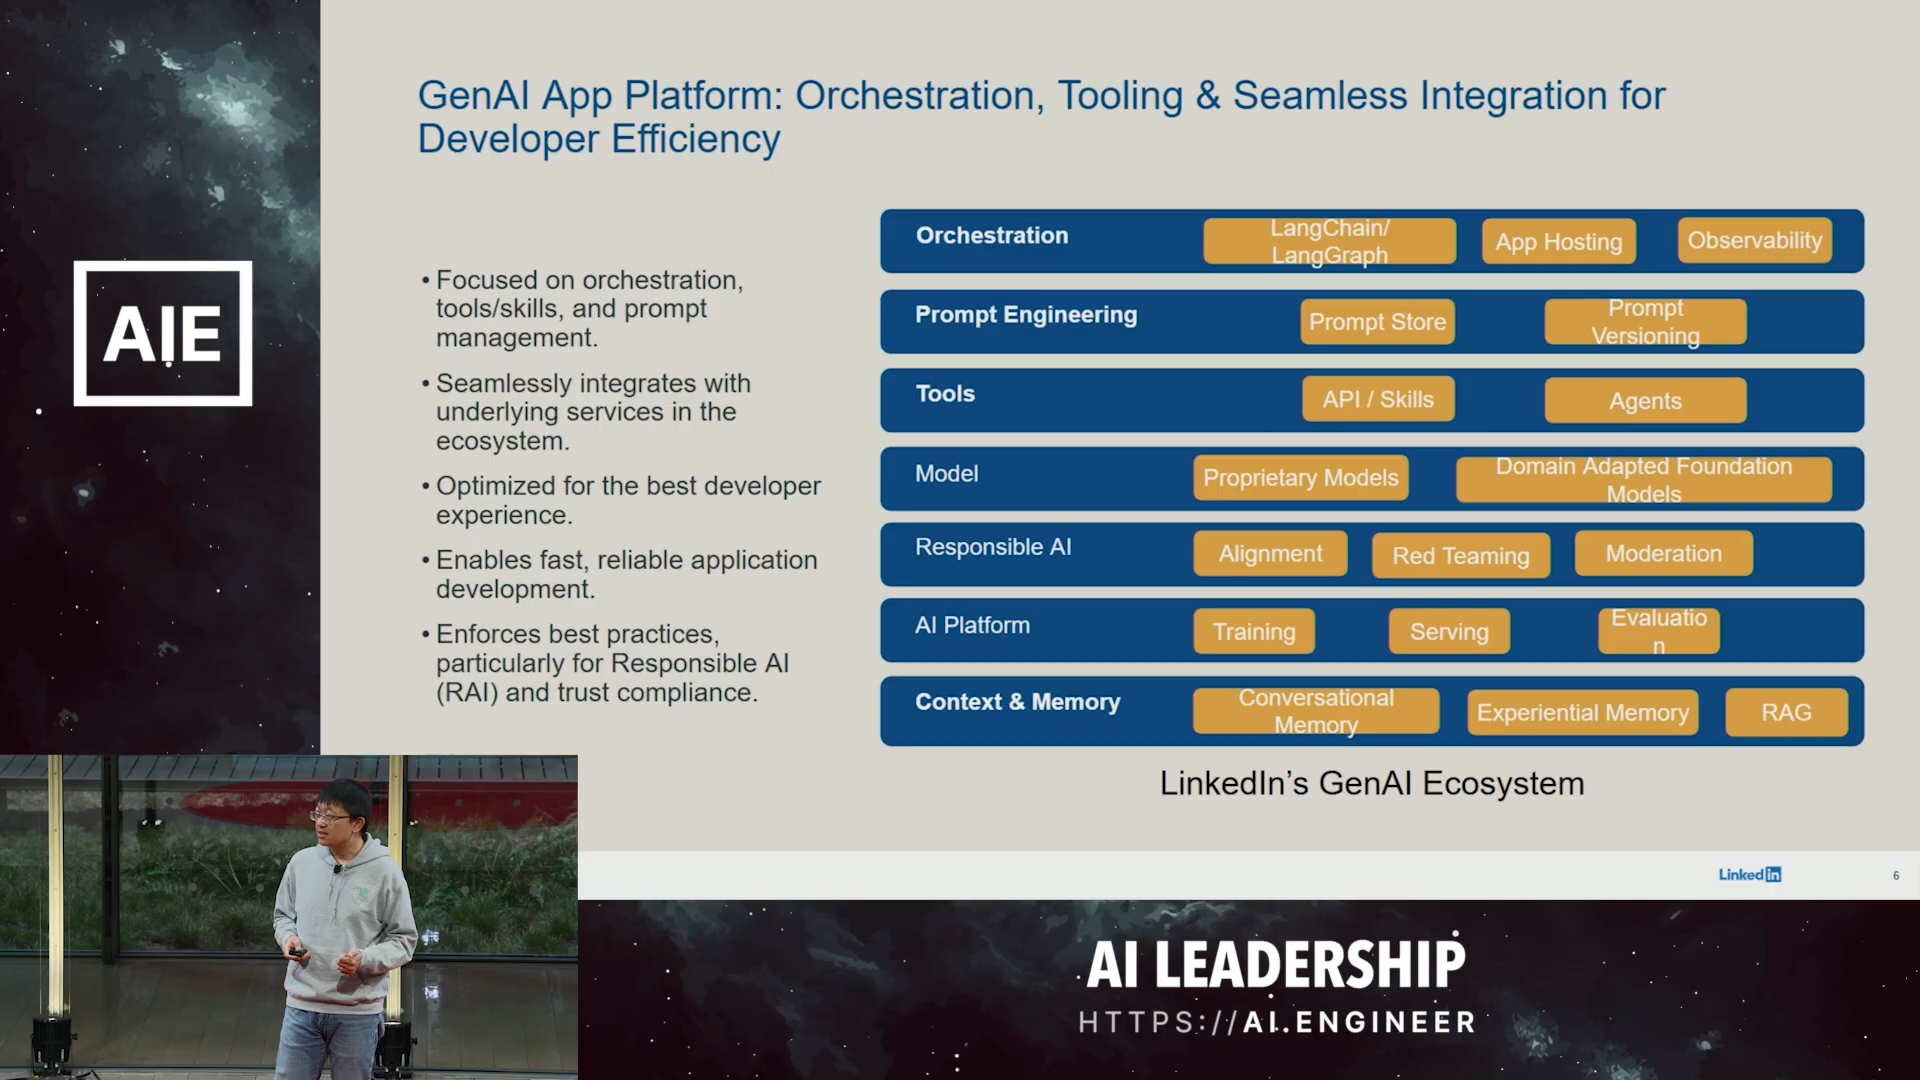 GenAI App Platform: Orchestration, Tooling & Seamless Integration for
Developer Efficiency
AIE
• Focused on orchestration,
tools/skills, and prompt
management.
• Seamlessly integrates with
underlying services in the
ecosystem.
• Optimized for the best developer
experience.
• Enables fast, reliable application
development.
• Enforces best practices,
particularly for Responsible AI
(RAI) and trust compliance.
Orchestration
LangChain/
LangGraph
App Hosting
Observability
Prompt Engineering
Prompt Store
Prompt
Versioning
Tools
API / Skills
Agents
Model
Proprietary Models
Domain Adapted Foundation
Models
Responsible AI
Alignment
Red Teaming
Moderation
AI Platform
Training
Serving
Evaluatio
n
Context & Memory
Conversational
Memory
Experiential Memory
RAG
LinkedIn’s GenAI Ecosystem
Linked in
6
AI LEADERSHIP
HTTPS://AI.ENGINEER